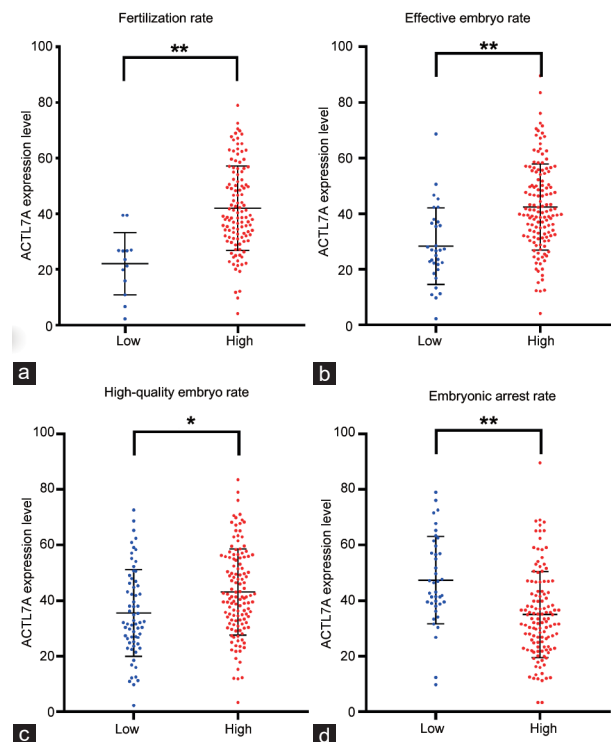 Fertilization rate
ACTL7A expression level
100
80
60
40
20
0
**
Low
High
a
Effective embryo rate
ACTL7A expression level
100
80
60
40
20
0
**
Low
High
b
High-quality embryo rate
ACTL7A expression level
100
80
60
40
20
0
*
Low
High
c
Embryonic arrest rate
ACTL7A expression level
100
80
60
40
20
0
**
Low
High
d